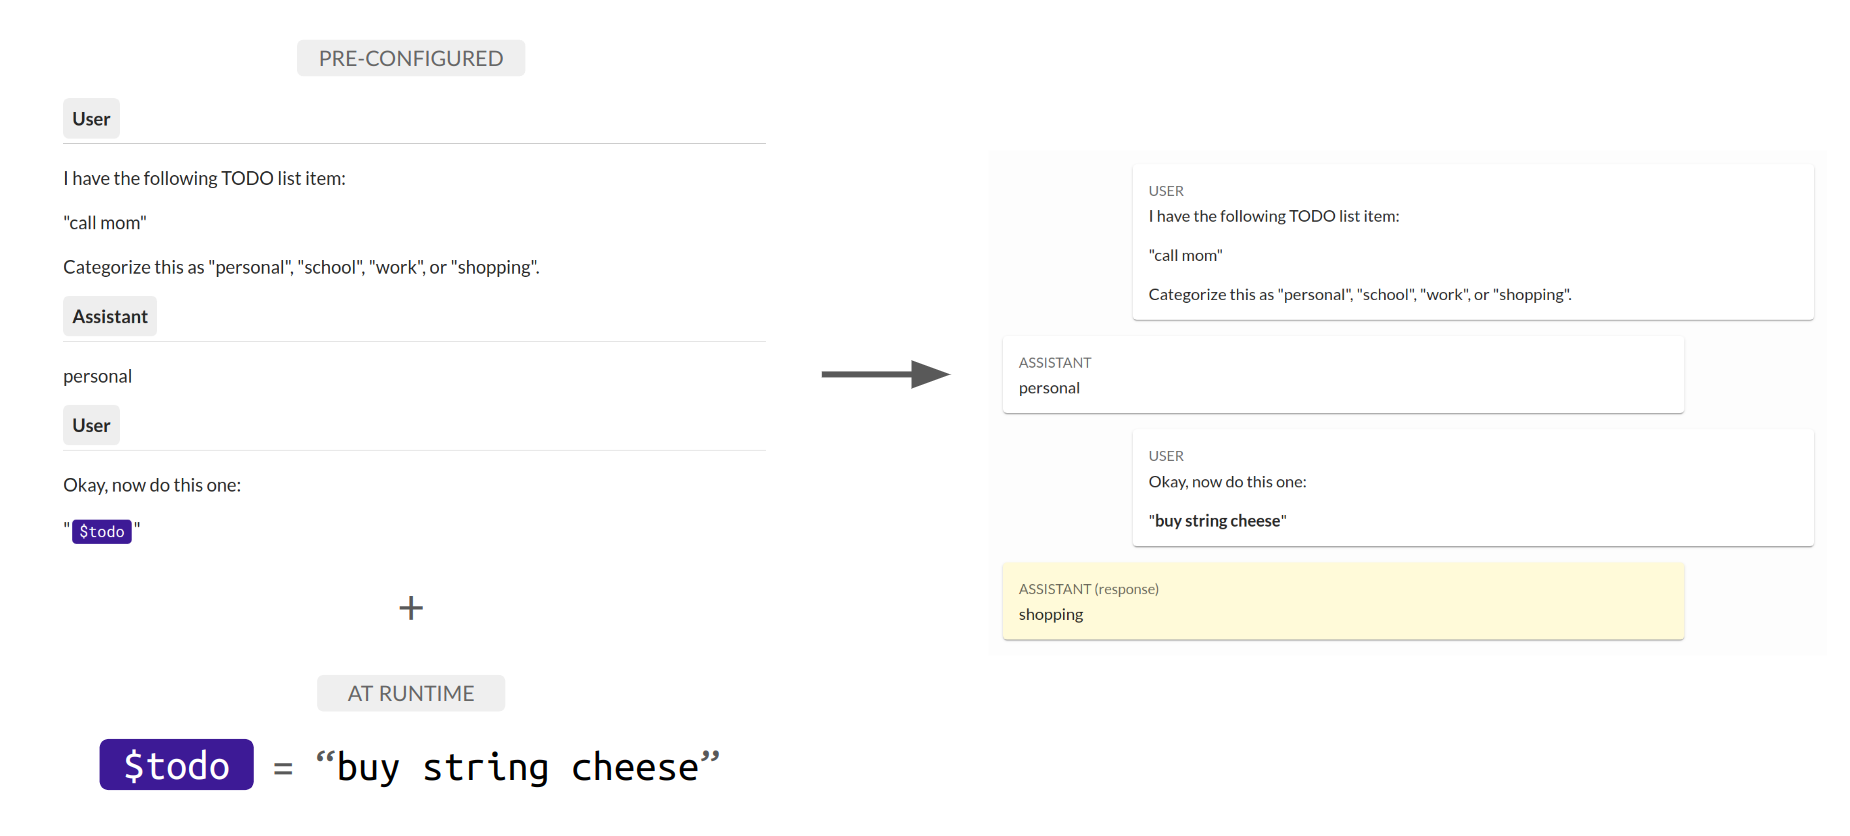 PRE-CONFIGURED
User
I have the following TODO list item:
"call mom"
Categorize this as "personal", "school", "work", or "shopping".
Assistant
personal
User
Okay, now do this one:
"$todo"
+
AT RUNTIME
$todo = “buy string cheese”
USER
I have the following TODO list item:
"call mom"
Categorize this as "personal", "school", "work", or "shopping".
ASSISTANT
personal
USER
Okay, now do this one:
"buy string cheese"
ASSISTANT (response)
shopping